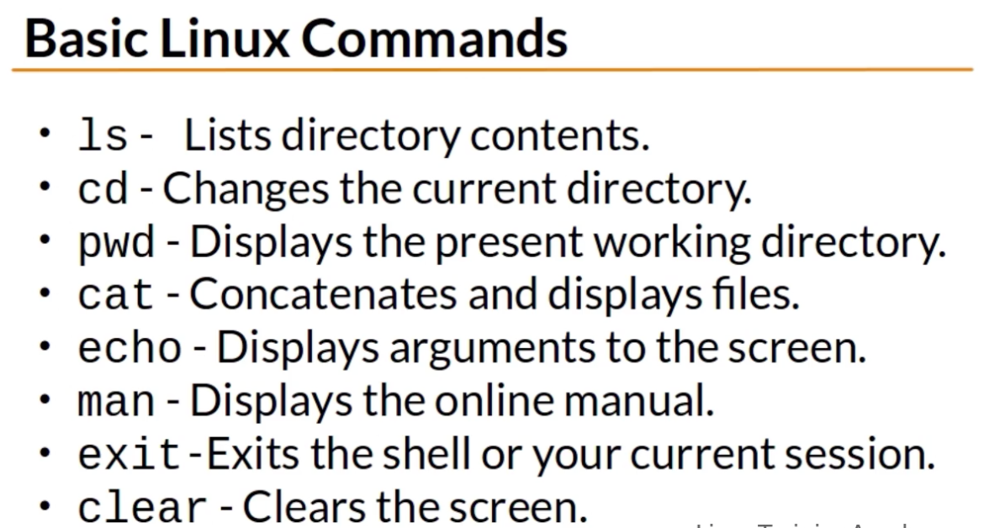 Basic Linux Commands
• ls - Lists directory contents.
• cd - Changes the current directory.
• pwd - Displays the present working directory.
• cat - Concatenates and displays files.
• echo - Displays arguments to the screen.
• man - Displays the online manual.
• exit -Exits the shell or your current session.
• clear - Clears the screen.